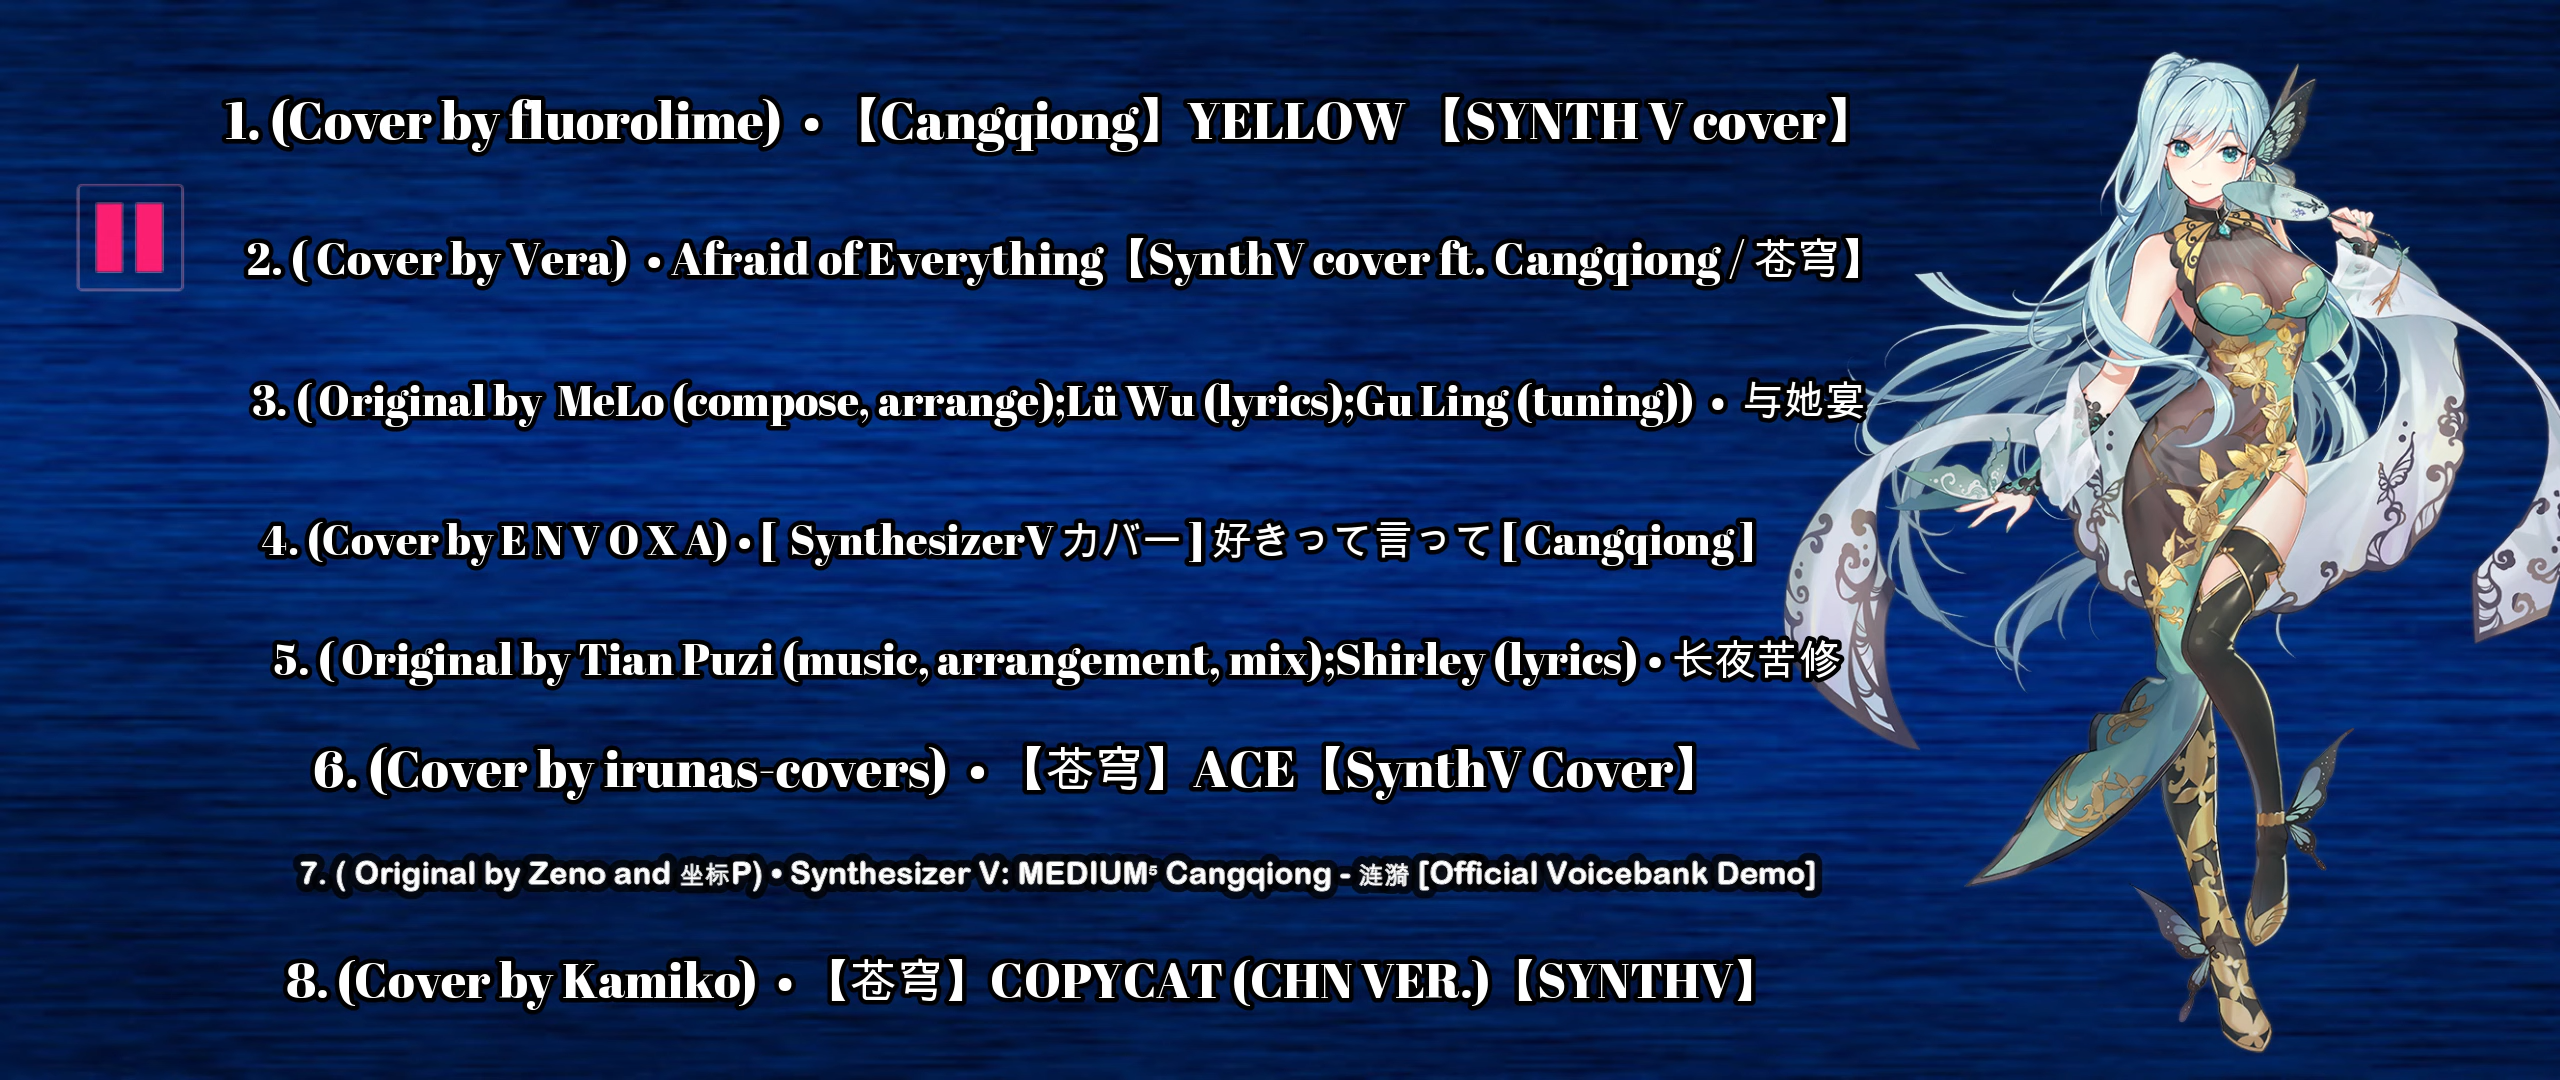 1. (Cover by fluorolime) • 【Cangqiong】YELLOW 【SYNTH V cover】
2. ( Cover by Vera) • Afraid of Everything【SynthV cover ft. Cangqiong / 苍穹】
3. ( Original by MeLo (compose, arrange);Lü Wu (lyrics);Gu Ling (tuning)) • 与她宴
4. (Cover by E N V O X A) • [ SynthesizerV カバー] 好きって言って [ Cangqiong]
5. ( Original by Tian Puzi (music, arrangement, mix);Shirley (lyrics) • 长夜苦修
6. (Cover by irunas-covers) • 【苍穹】ACE【SynthV Cover】
7. ( Original by Zeno and 坐标P) • Synthesizer V: MEDIUM⁵ Cangqiong - 涟漪 [Official Voicebank Demo]
8. (Cover by Kamiko) • 【苍穹】COPYCAT (CHN VER.)【SYNTHV】